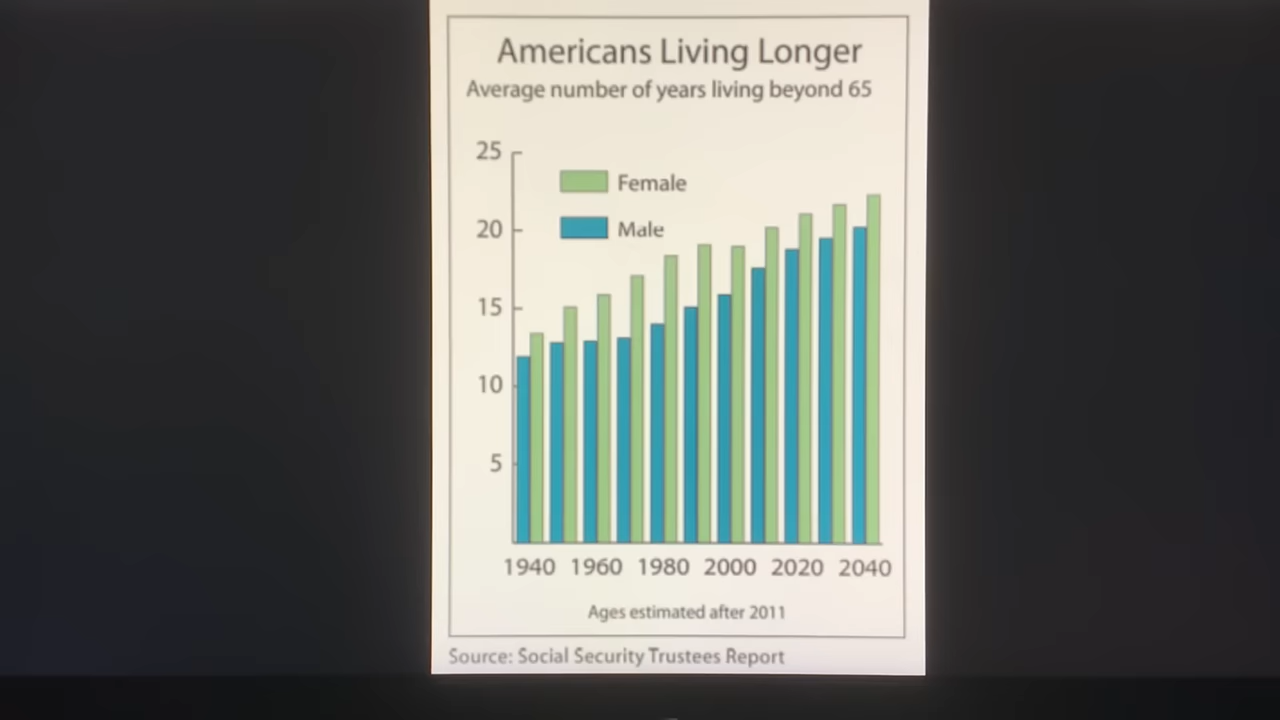 Americans Living Longer
Average number of years living beyond 65
25
Female
20
Male
15
10
5
1940 1960 1980 2000 2020 2040
Ages estimated after 2011
Source: Social Security Trustees Report